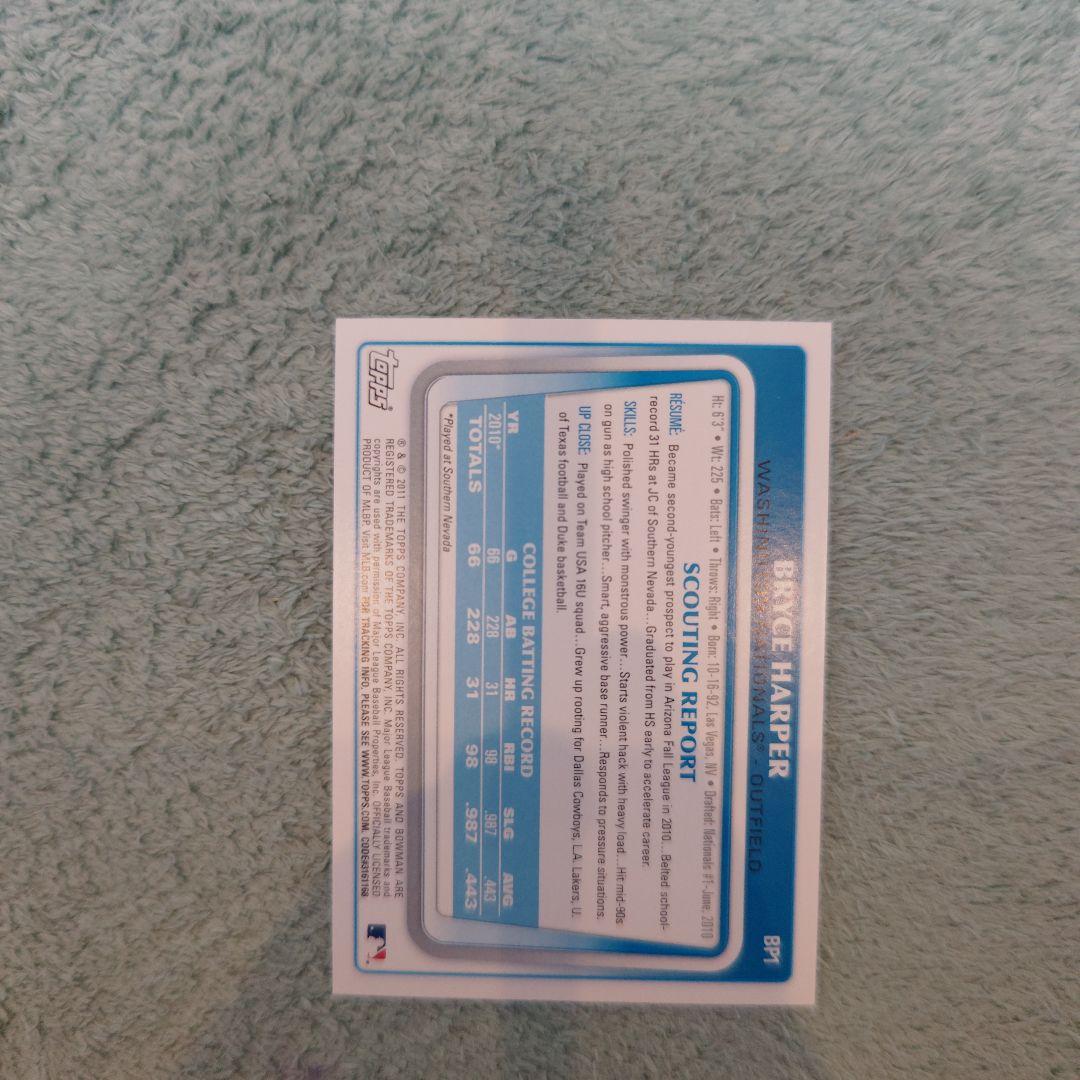 BRYCE HARPER
BP1
WASHINGTON NATIONALS® - OUTFIELD
Ht: 6'3" • Wt: 225 • Bats: Left • Throws: Right • Born: 10-16-92, Las Vegas, NV • Drafted: Nationals #1-June, 2010
SCOUTING REPORT
RÉSUMÉ: Became second-youngest prospect to play in Arizona Fall League in 2010...Belted school-
record 31 HRs at JC of Southern Nevada...Graduated from HS early to accelerate career.
SKILLS: Polished swinger with monstrous power...Starts violent hack with heavy load...Hit mid-90s
on gun as high school pitcher...Smart, aggressive base runner...Responds to pressure situations.
UP CLOSE: Played on Team USA 16U squad...Grew up rooting for Dallas Cowboys, L.A. Lakers, U.
of Texas football and Duke basketball.
COLLEGE BATTING RECORD
YR G AB HR RBI SLG AVG
2010* 66 228 31 98 .987 .443
TOTALS 66 228 31 98 .987 .443
*Played at Southern Nevada
topps®
® & © 2011 THE TOPPS COMPANY, INC. ALL RIGHTS RESERVED. TOPPS AND BOWMAN ARE
REGISTERED TRADEMARKS OF THE TOPPS COMPANY, INC. Major League Baseball trademarks and
copyrights are used with permission of Major League Baseball Properties, Inc. OFFICIALLY LICENSED
PRODUCT OF MLBP. Visit MLB.com FOR TRACKING INFO, PLEASE SEE WWW.TOPPS.COM. CODE#3161168